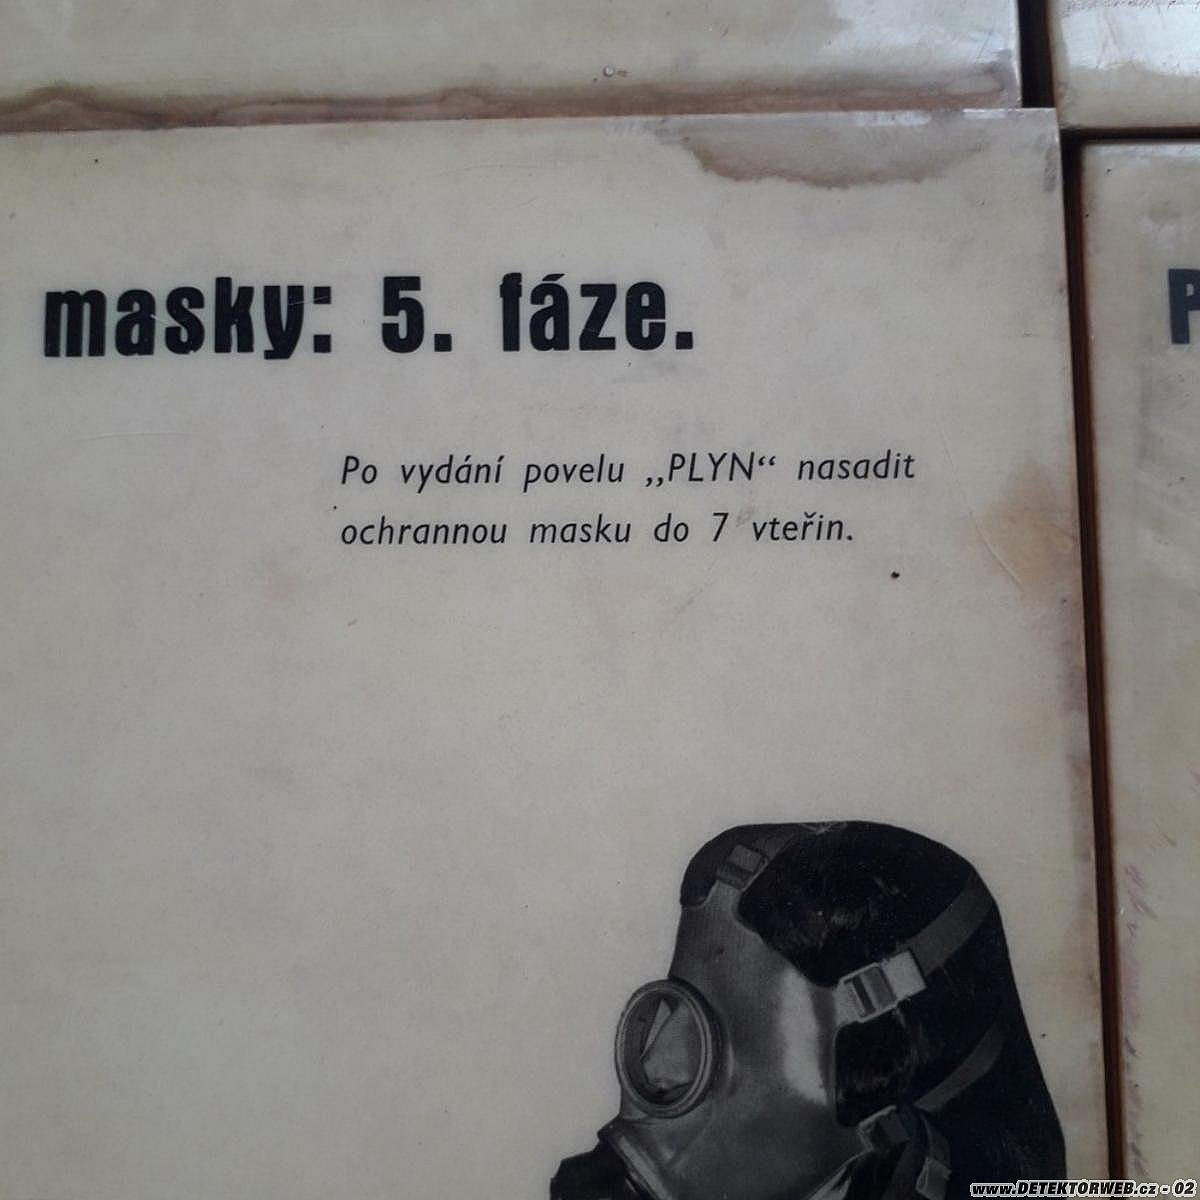 masky: 5. fáze.
Po vydání povelu „PLYN“ nasadit
ochrannou masku do 7 vteřin.
P
www.DETEKTORWEB.cz - 02